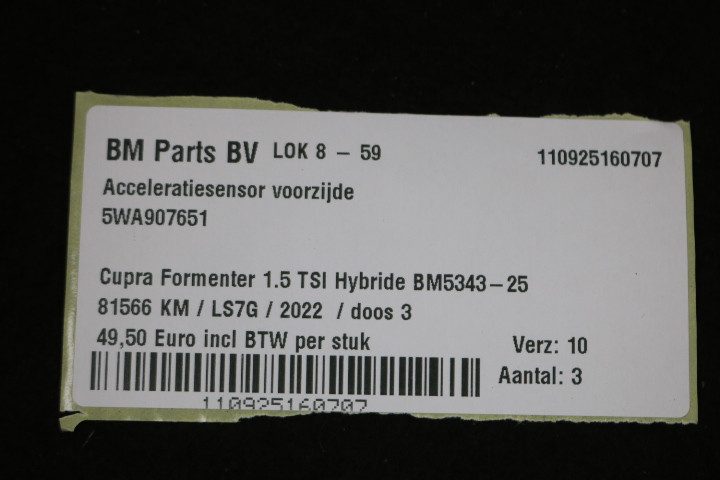 BM Parts BV LOK 8 - 59 110925160707
Acceleratiesensor voorzijde
5WA907651
Cupra Formenter 1.5 TSI Hybride BM5343-25
81566 KM / LS7G / 2022 / doos 3
49,50 Euro incl BTW per stuk Verz: 10
Aantal: 3
110925160707